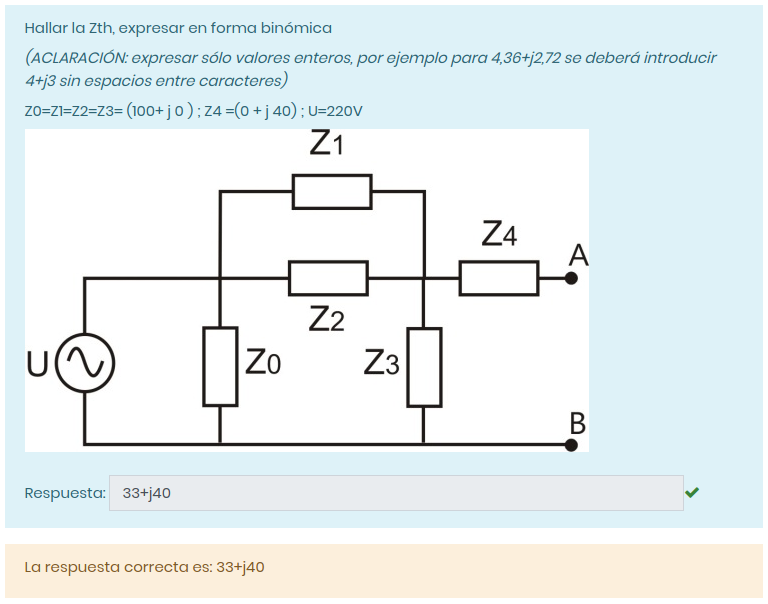 Hallar la Zth, expresar en forma binómica
(ACLARACIÓN: expresar sólo valores enteros, por ejemplo para 4,36+j2,72 se deberá introducir
4+j3 sin espacios entre caracteres)
Z0=Z1=Z2=Z3= (100+ j 0 ) ; Z4 =(0 + j 40) ; U=220V
Z1
Z4
A
Z2
U
Z0
Z3
B
Respuesta: 33+j40
La respuesta correcta es: 33+j40